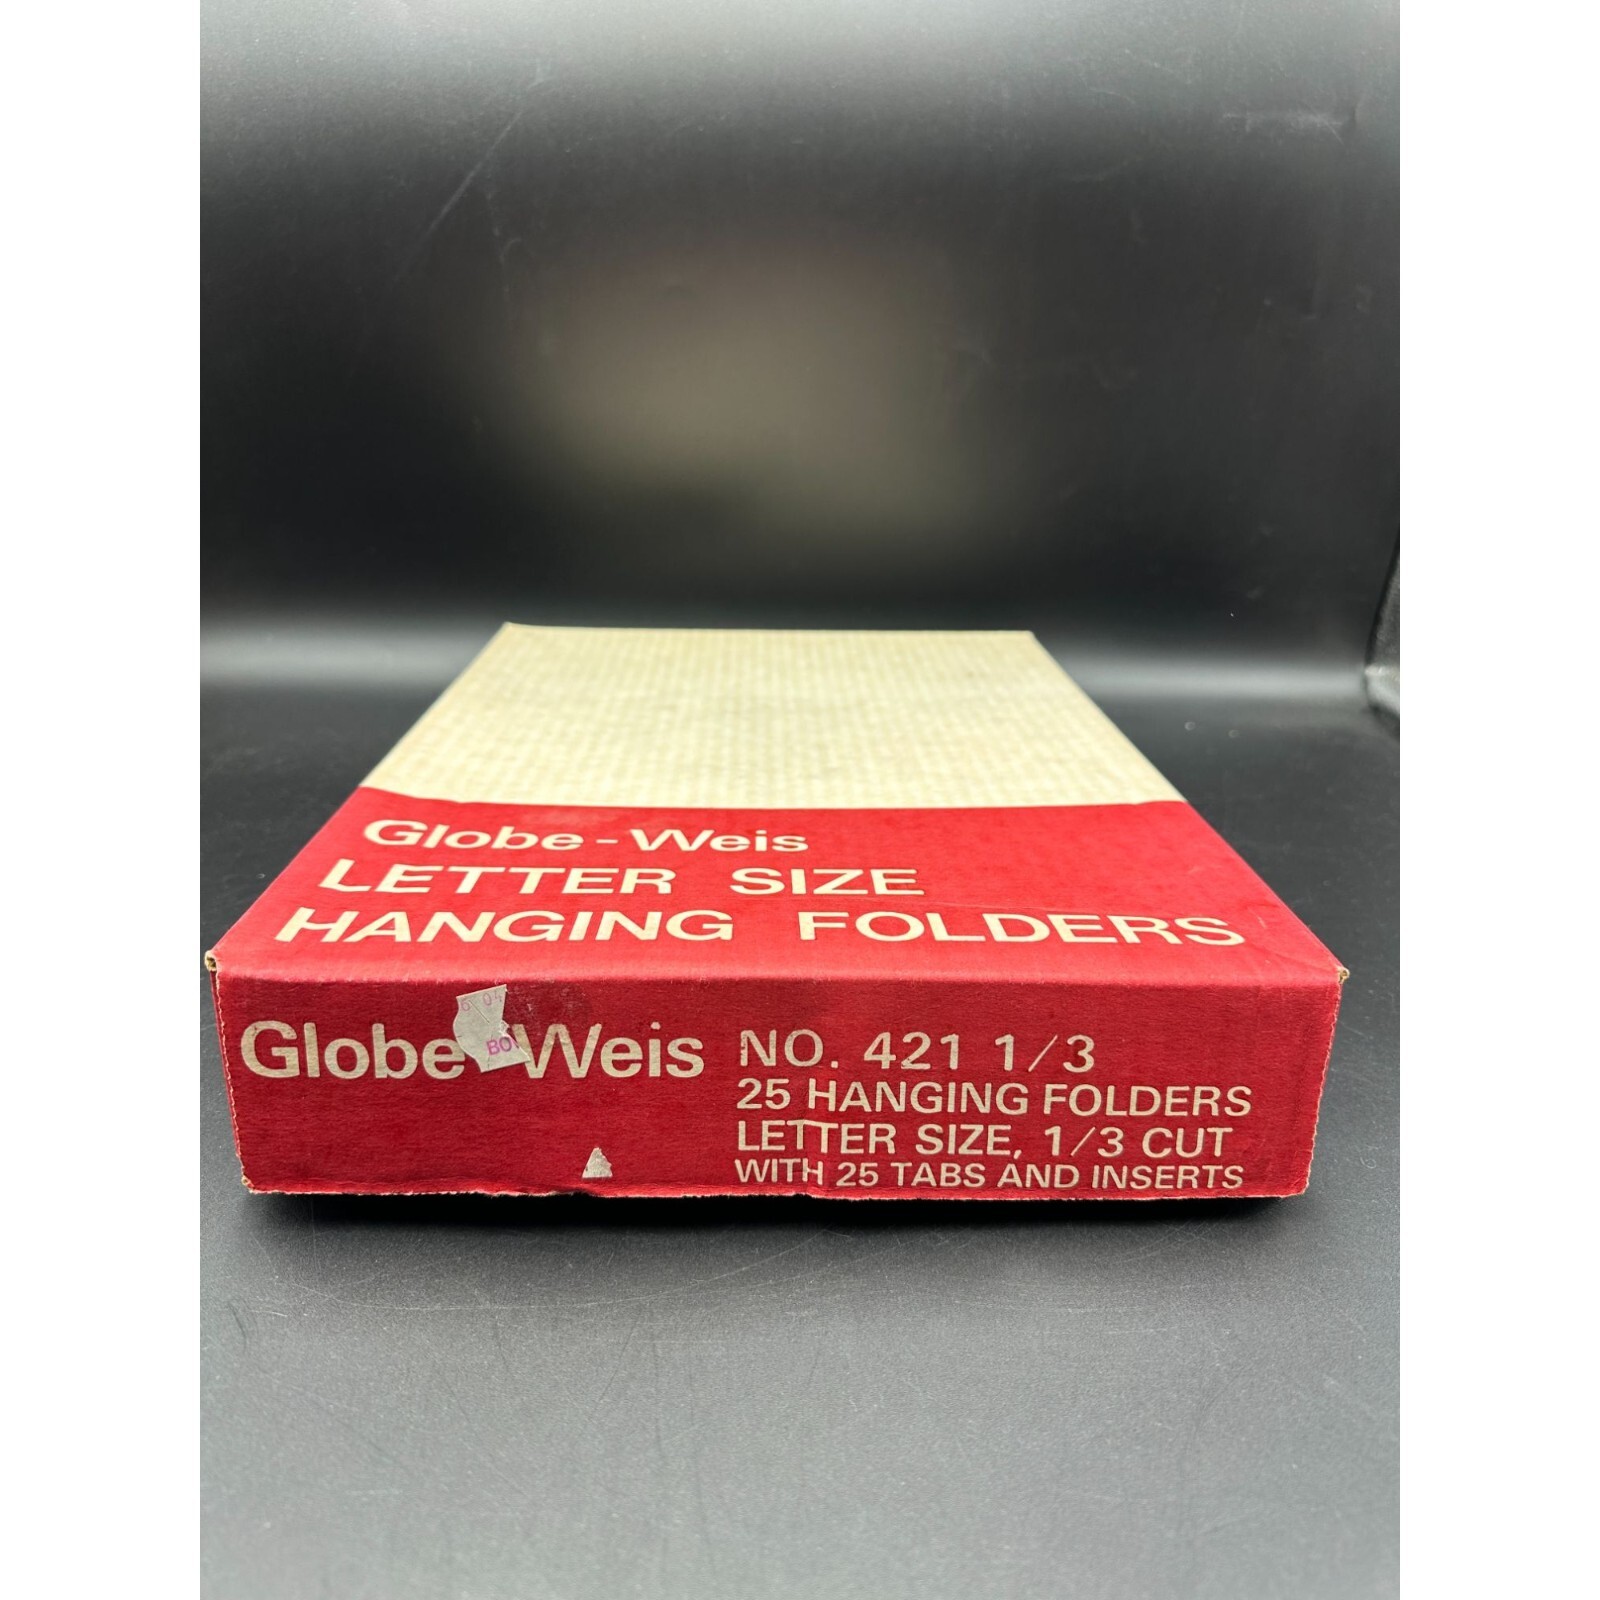 Globe-Weis
LETTER SIZE
HANGING FOLDERS
Globe-Weis
NO. 421 1/3
25 HANGING FOLDERS
LETTER SIZE, 1/3 CUT
WITH 25 TABS AND INSERTS